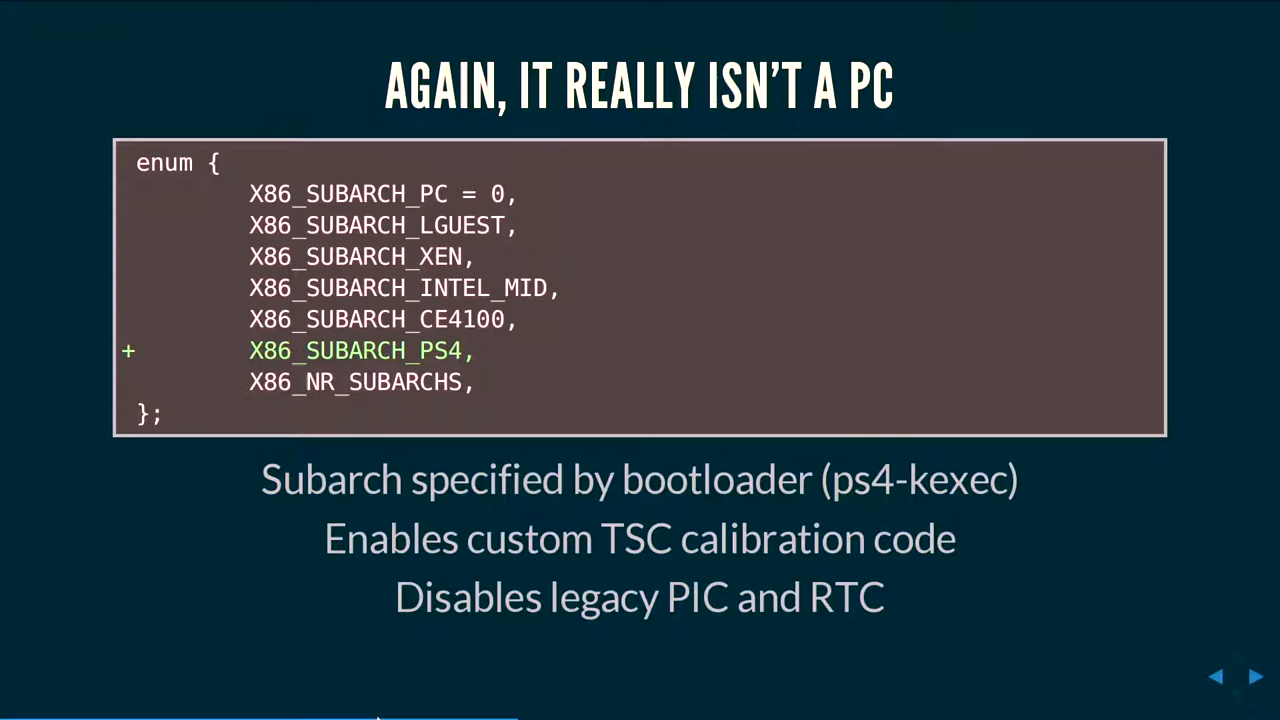 AGAIN, IT REALLY ISN'T A PC
enum {
X86_SUBARCH_PC = 0,
X86_SUBARCH_LGUEST,
X86_SUBARCH_XEN,
X86_SUBARCH_INTEL_MID,
X86_SUBARCH_CE4100,
+ X86_SUBARCH_PS4,
X86_NR_SUBARCHS,
};
Subarch specified by bootloader (ps4-kexec)
Enables custom TSC calibration code
Disables legacy PIC and RTC